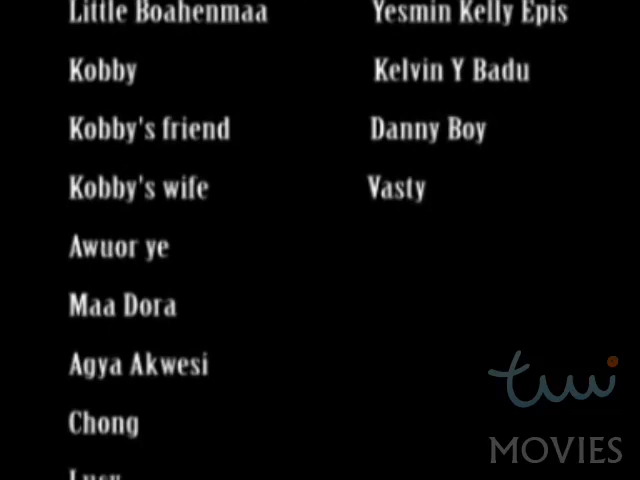 Little Boahenmaa Yesmin Kelly Epis
Kobby Kelvin Y Badu
Kobby's friend Danny Boy
Kobby's wife Vasty
Awuor ye
Maa Dora
Agya Akwesi
Chong
Lucy
twi
MOVIES